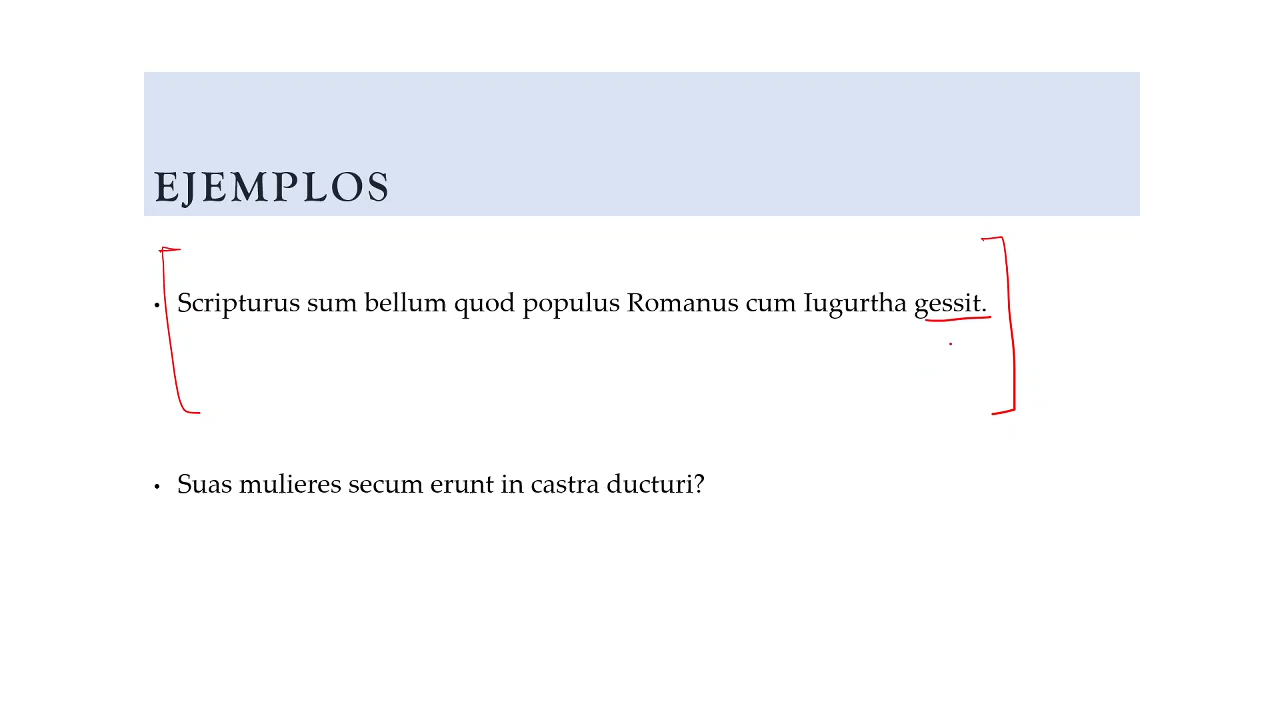 EJEMPLOS
• Scripturus sum bellum quod populus Romanus cum Iugurtha gessit.
• Suas mulieres secum erunt in castra ducturi?